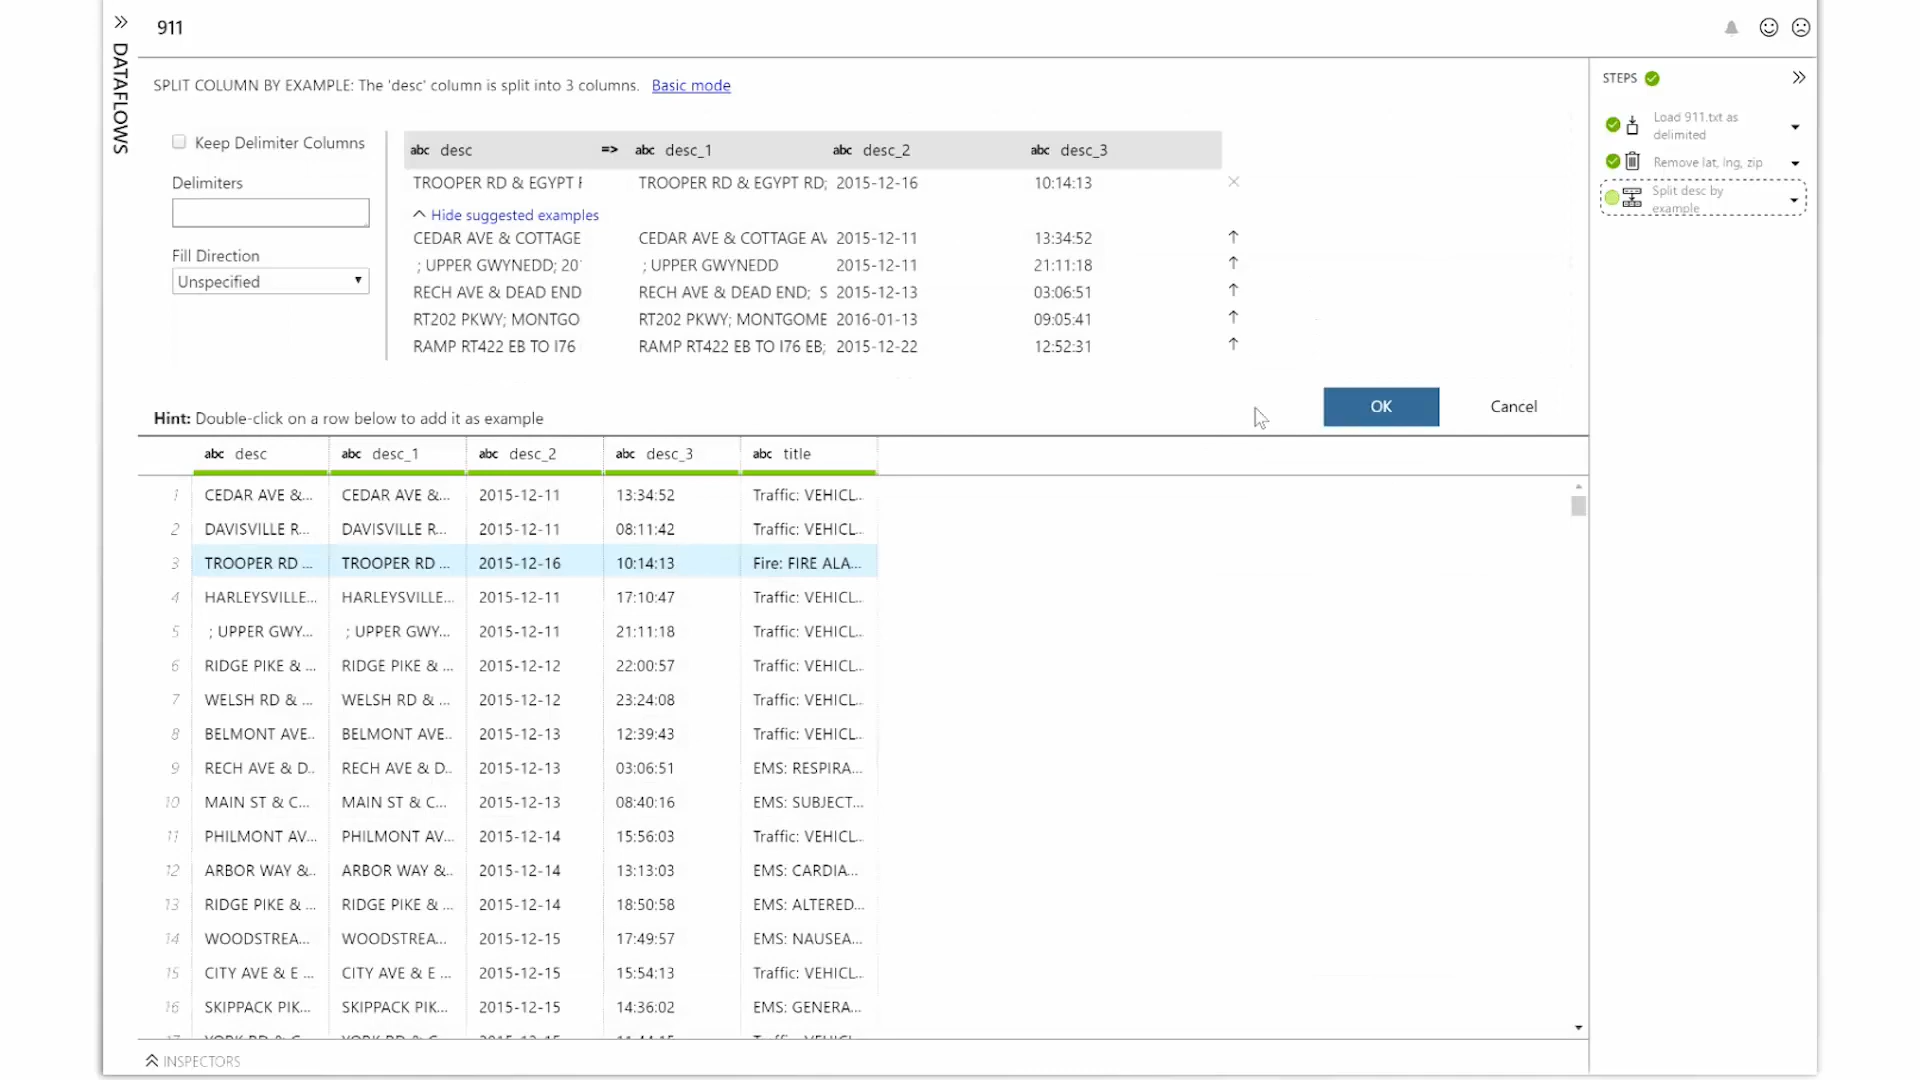 911
DATAFLOWS
SPLIT COLUMN BY EXAMPLE: The 'desc' column is split into 3 columns. Basic mode
STEPS
Keep Delimiter Columns
Delimiters
Fill Direction
Unspecified
abc desc => abc desc_1 abc desc_2 abc desc_3
TROOPER RD & EGYPT TROOPER RD & EGYPT RD; 2015-12-16 10:14:13
Hide suggested examples
CEDAR AVE & COTTAGE CEDAR AVE & COTTAGE AV 2015-12-11 13:34:52
; UPPER GWYNEDD; 20 ; UPPER GWYNEDD 2015-12-11 21:11:18
RECH AVE & DEAD END RECH AVE & DEAD END; S 2015-12-13 03:06:51
RT202 PKWY; MONTGO RT202 PKWY; MONTGOME 2016-01-13 09:05:41
RAMP RT422 EB TO I76 RAMP RT422 EB TO I76 EB; 2015-12-22 12:52:31
Load 911.txt as
delimited
Remove lat, lng, zip
Split desc by
example
OK Cancel
Hint: Double-click on a row below to add it as example
abc desc abc desc_1 abc desc_2 abc desc_3 abc title
1 CEDAR AVE &... CEDAR AVE &... 2015-12-11 13:34:52 Traffic: VEHICL...
2 DAVISVILLE R... DAVISVILLE R... 2015-12-11 08:11:42 Traffic: VEHICL...
3 TROOPER RD ... TROOPER RD ... 2015-12-16 10:14:13 Fire: FIRE ALA...
4 HARLEYSVILLE... HARLEYSVILLE... 2015-12-11 17:10:47 Traffic: VEHICL...
5 ; UPPER GWY... ; UPPER GWY... 2015-12-11 21:11:18 Traffic: VEHICL...
6 RIDGE PIKE & ... RIDGE PIKE & ... 2015-12-12 22:00:57 Traffic: VEHICL...
7 WELSH RD & ... WELSH RD & ... 2015-12-12 23:24:08 Traffic: VEHICL...
8 BELMONT AVE... BELMONT AVE... 2015-12-13 12:39:43 Traffic: VEHICL...
9 RECH AVE & D... RECH AVE & D... 2015-12-13 03:06:51 EMS: RESPIRA...
10 MAIN ST & C... MAIN ST & C... 2015-12-13 08:40:16 EMS: SUBJECT...
11 PHILMONT AV... PHILMONT AV... 2015-12-14 15:56:03 Traffic: VEHICL...
12 ARBOR WAY &... ARBOR WAY &... 2015-12-14 13:13:03 EMS: CARDIA...
13 RIDGE PIKE & ... RIDGE PIKE & ... 2015-12-14 18:50:58 EMS: ALTERED...
14 WOODSTREA... WOODSTREA... 2015-12-15 17:49:57 EMS: NAUSEA...
15 CITY AVE & E ... CITY AVE & E ... 2015-12-15 15:54:13 Traffic: VEHICL...
16 SKIPPACK PIK... SKIPPACK PIK... 2015-12-15 14:36:02 EMS: GENERA...
INSPECTORS